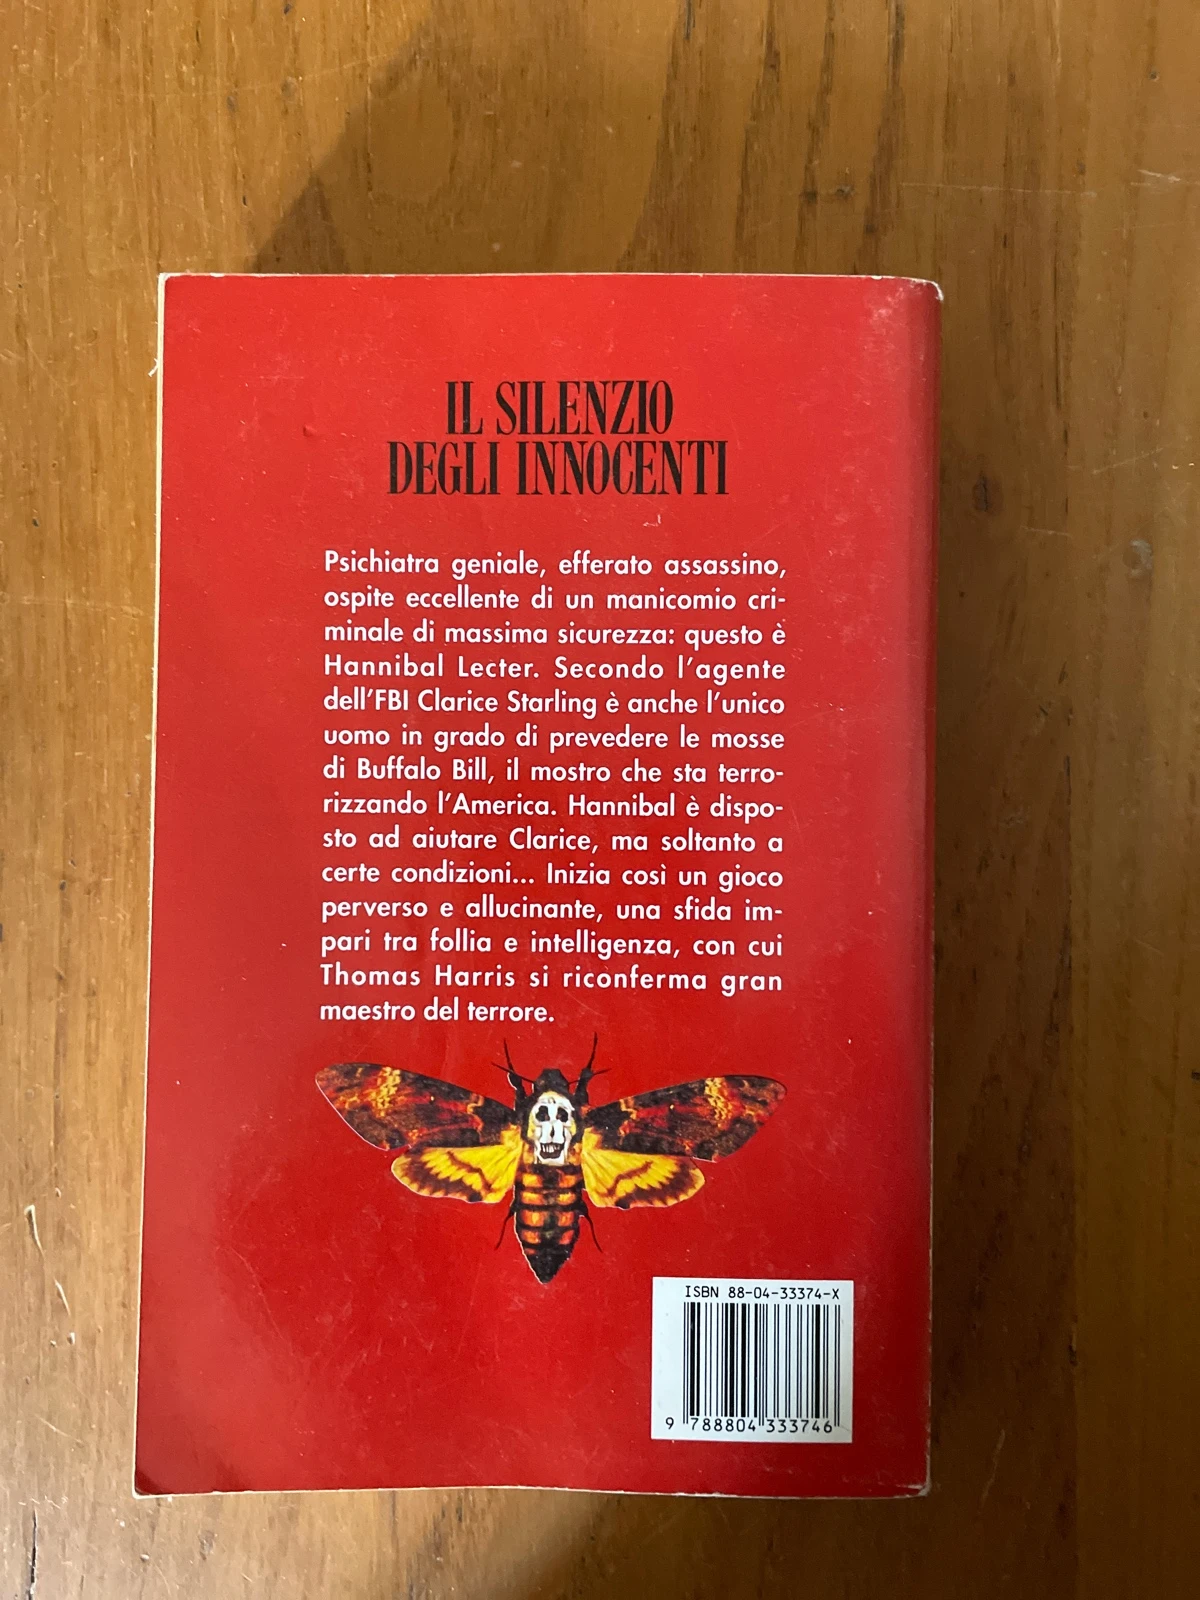 IL SILENZIO
DEGLI INNOCENTI
Psichiatra geniale, efferato assassino,
ospite eccellente di un manicomio cri-
minale di massima sicurezza: questo è
Hannibal Lecter. Secondo l'agente
dell'FBI Clarice Starling è anche l'unico
uomo in grado di prevedere le mosse
di Buffalo Bill, il mostro che sta terro-
rizzando l'America. Hannibal è dispo-
sto ad aiutare Clarice, ma soltanto a
certe condizioni... Inizia così un gioco
perverso e allucinante, una sfida im-
pari tra follia e intelligenza, con cui
Thomas Harris si riconferma gran
maestro del terrore.
ISBN 88-04-33374-X
9 788804 333746